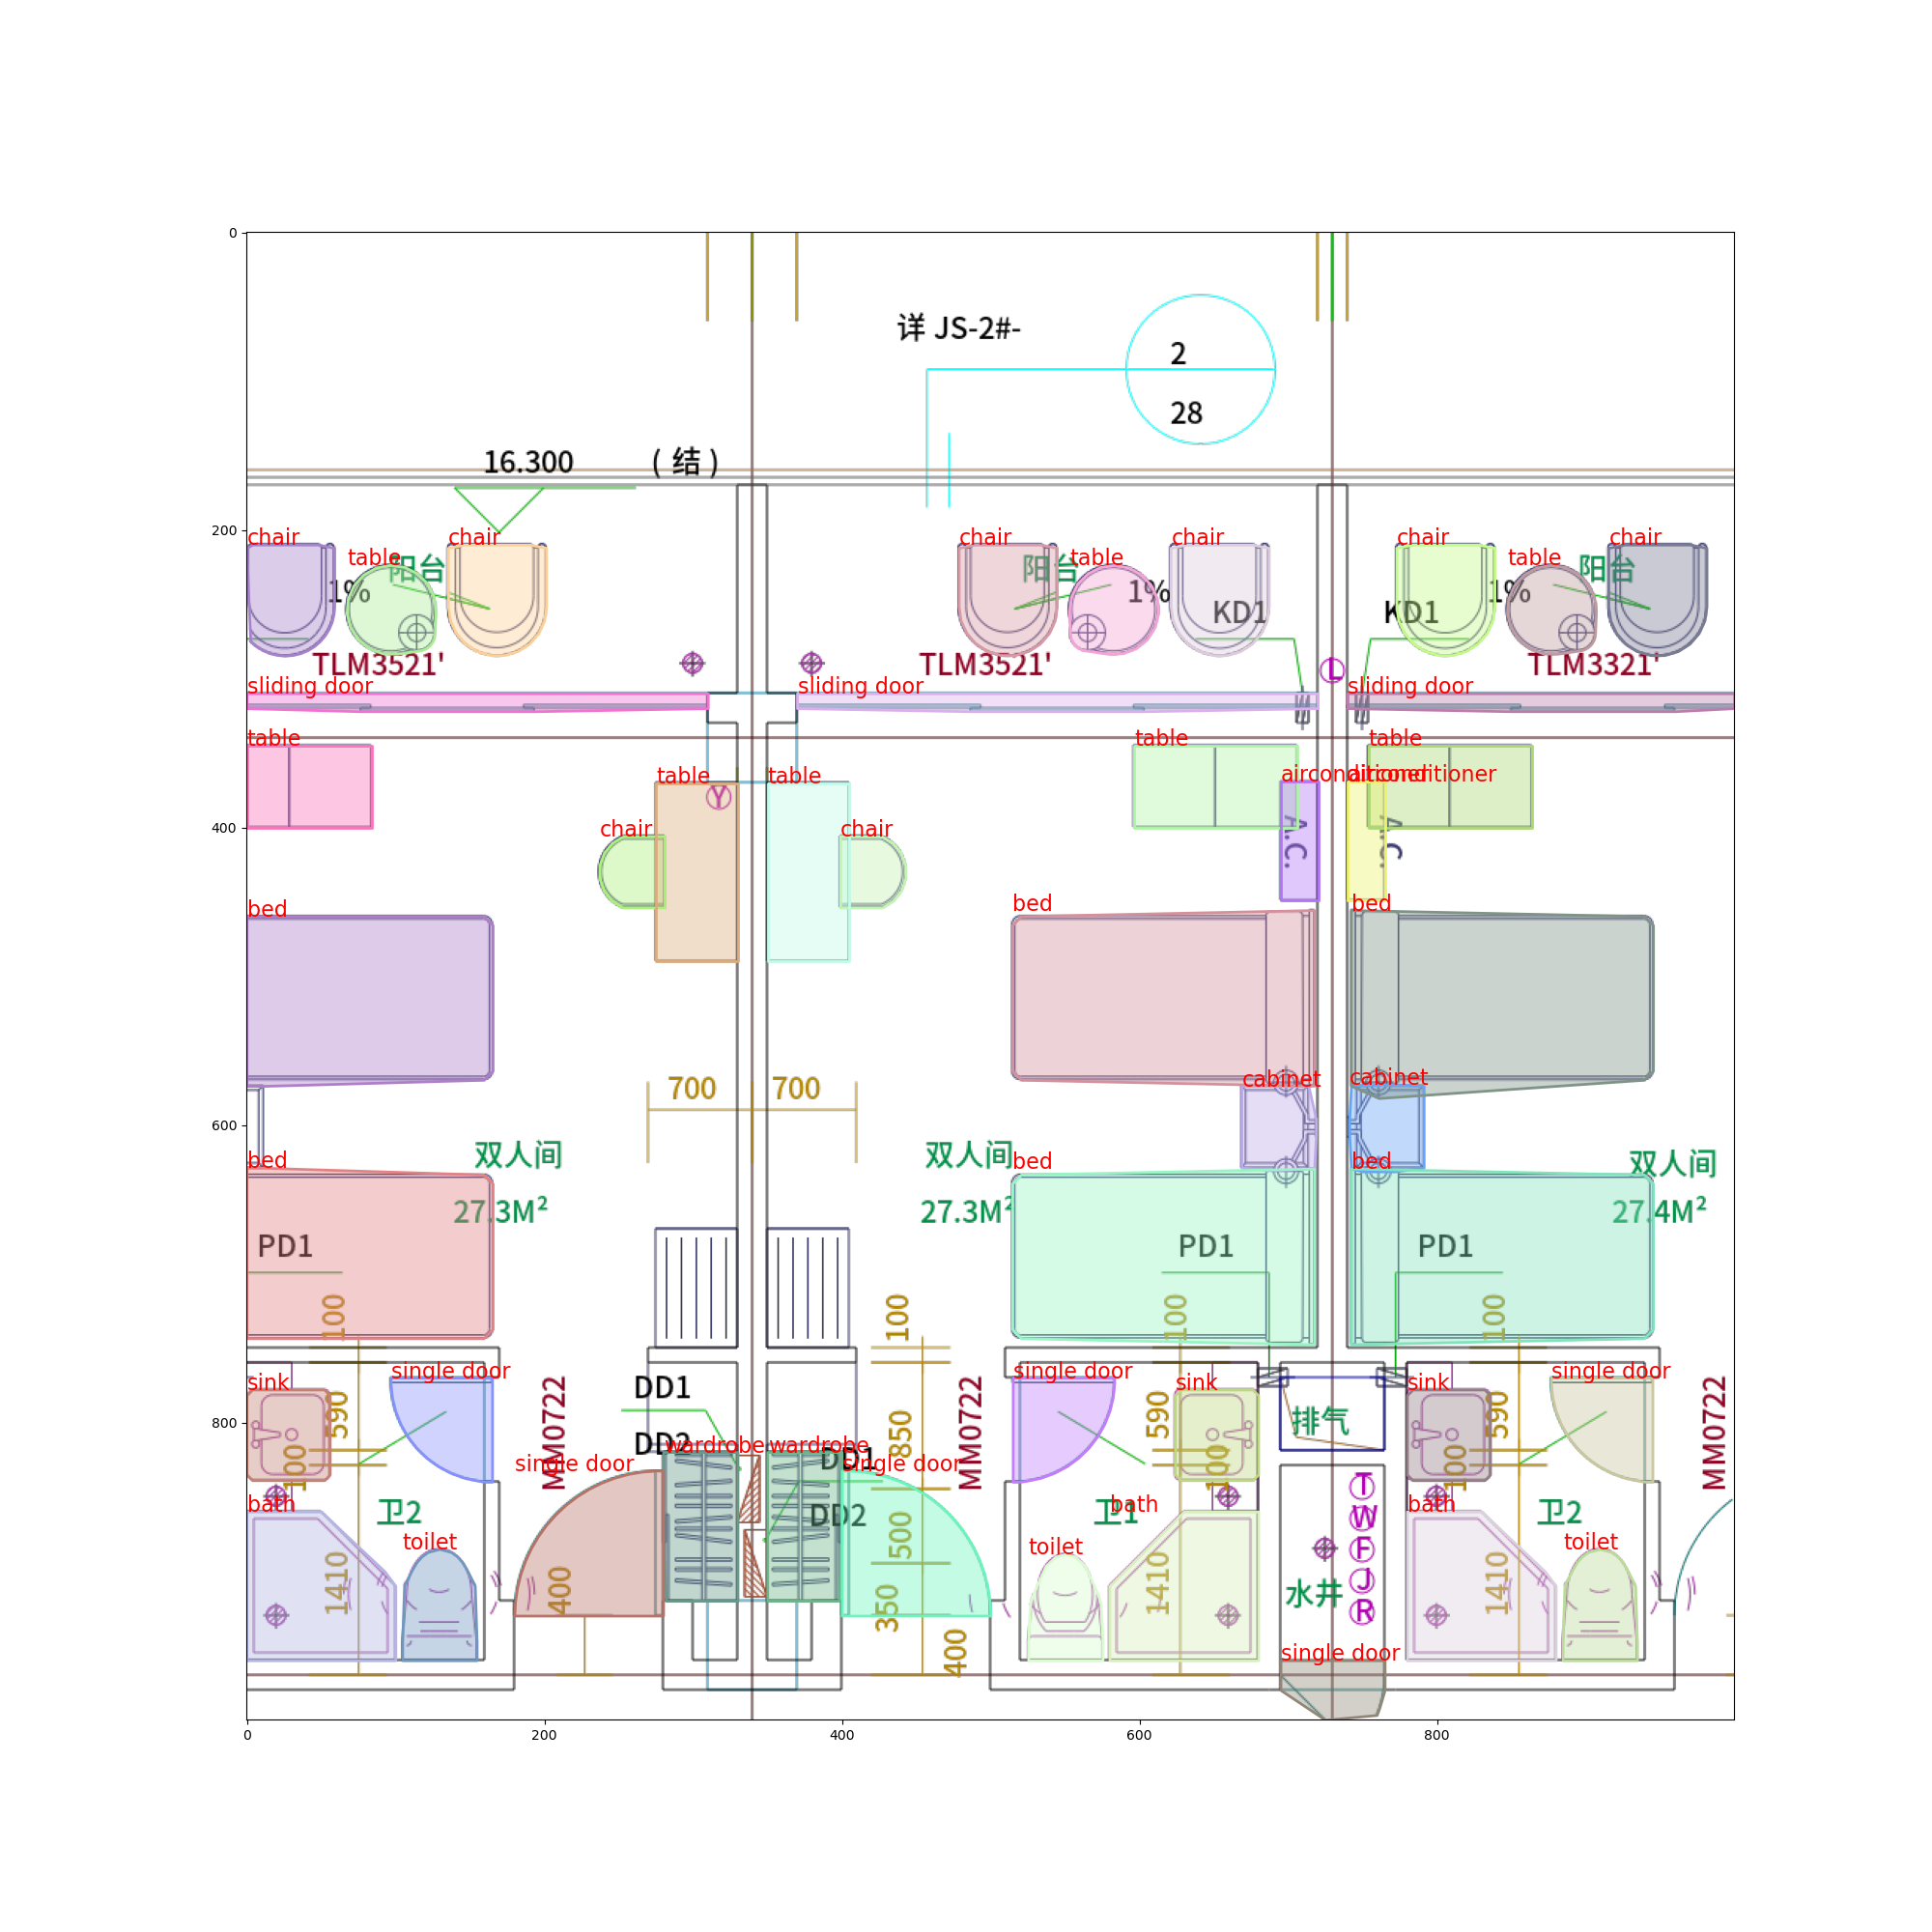 0
详 JS-2#-
2
28
16.300
（结）
200
chair
table
chair
chair
table
chair
chair
table
chair
阳台
阳台
阳台
1%
1%
1%
KD1
KD1
TLM3521'
TLM3521'
TLM3321'
L
sliding door
sliding door
sliding door
table
table
table
table
table
airconditioner
airconditioner
Y
400
chair
chair
A.C.
A.C.
bed
bed
bed
cabinet
cabinet
700
700
600
双人间
双人间
双人间
bed
bed
bed
27.3M²
27.3M²
27.4M²
PD1
PD1
PD1
100
100
100
100
single door
single door
single door
sink
sink
sink
DD1
590
590
590
MM0722
MM0722
MM0722
800
850
排气
DD2
wardrobe
wardrobe
DD1
single door
single door
100
100
100
T
bath
bath
bath
卫2
卫1
卫2
DD2
W
500
toilet
toilet
toilet
F
1410
1410
1410
400
350
水井
J
R
400
single door
0
200
400
600
800